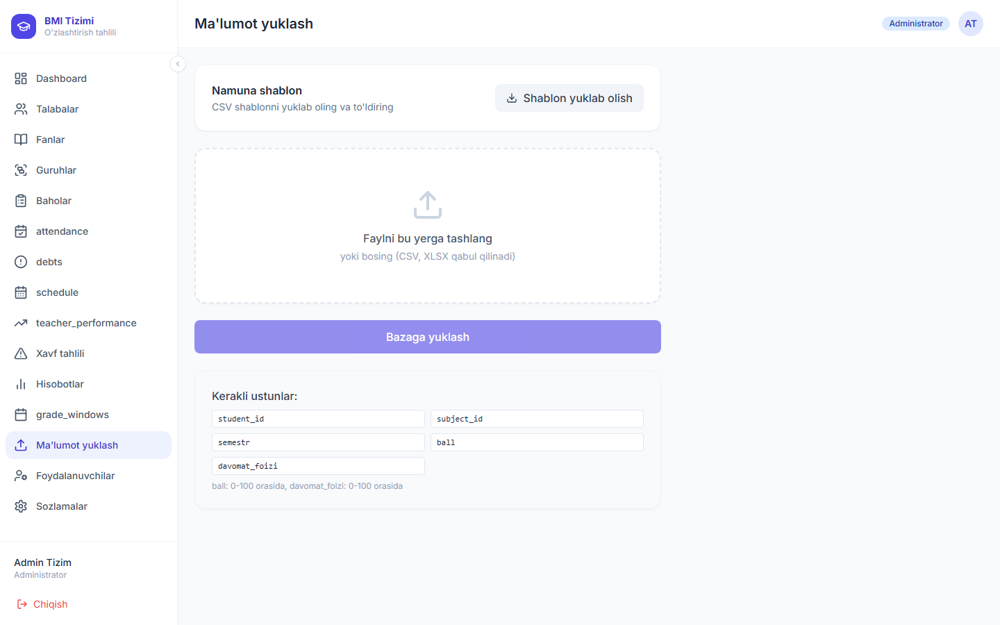 BMI Tizimi
O'zlashtirish tahlili
Dashboard
Talabalar
Fanlar
Guruhlar
Baholar
attendance
debts
schedule
teacher_performance
Xavf tahlili
Hisobotlar
grade_windows
Ma'lumot yuklash
Foydalanuvchilar
Sozlamalar
Admin Tizim
Administrator
Chiqish
Ma'lumot yuklash
Administrator
AT
Namuna shablon
CSV shablonni yuklab oling va to'ldiring
Shablon yuklab olish
Faylni bu yerga tashlang
yoki bosing (CSV, XLSX qabul qilinadi)
Bazaga yuklash
Kerakli ustunlar:
student_id
subject_id
semestr
ball
davomat_foizi
ball: 0-100 orasida, davomat_foizi: 0-100 orasida